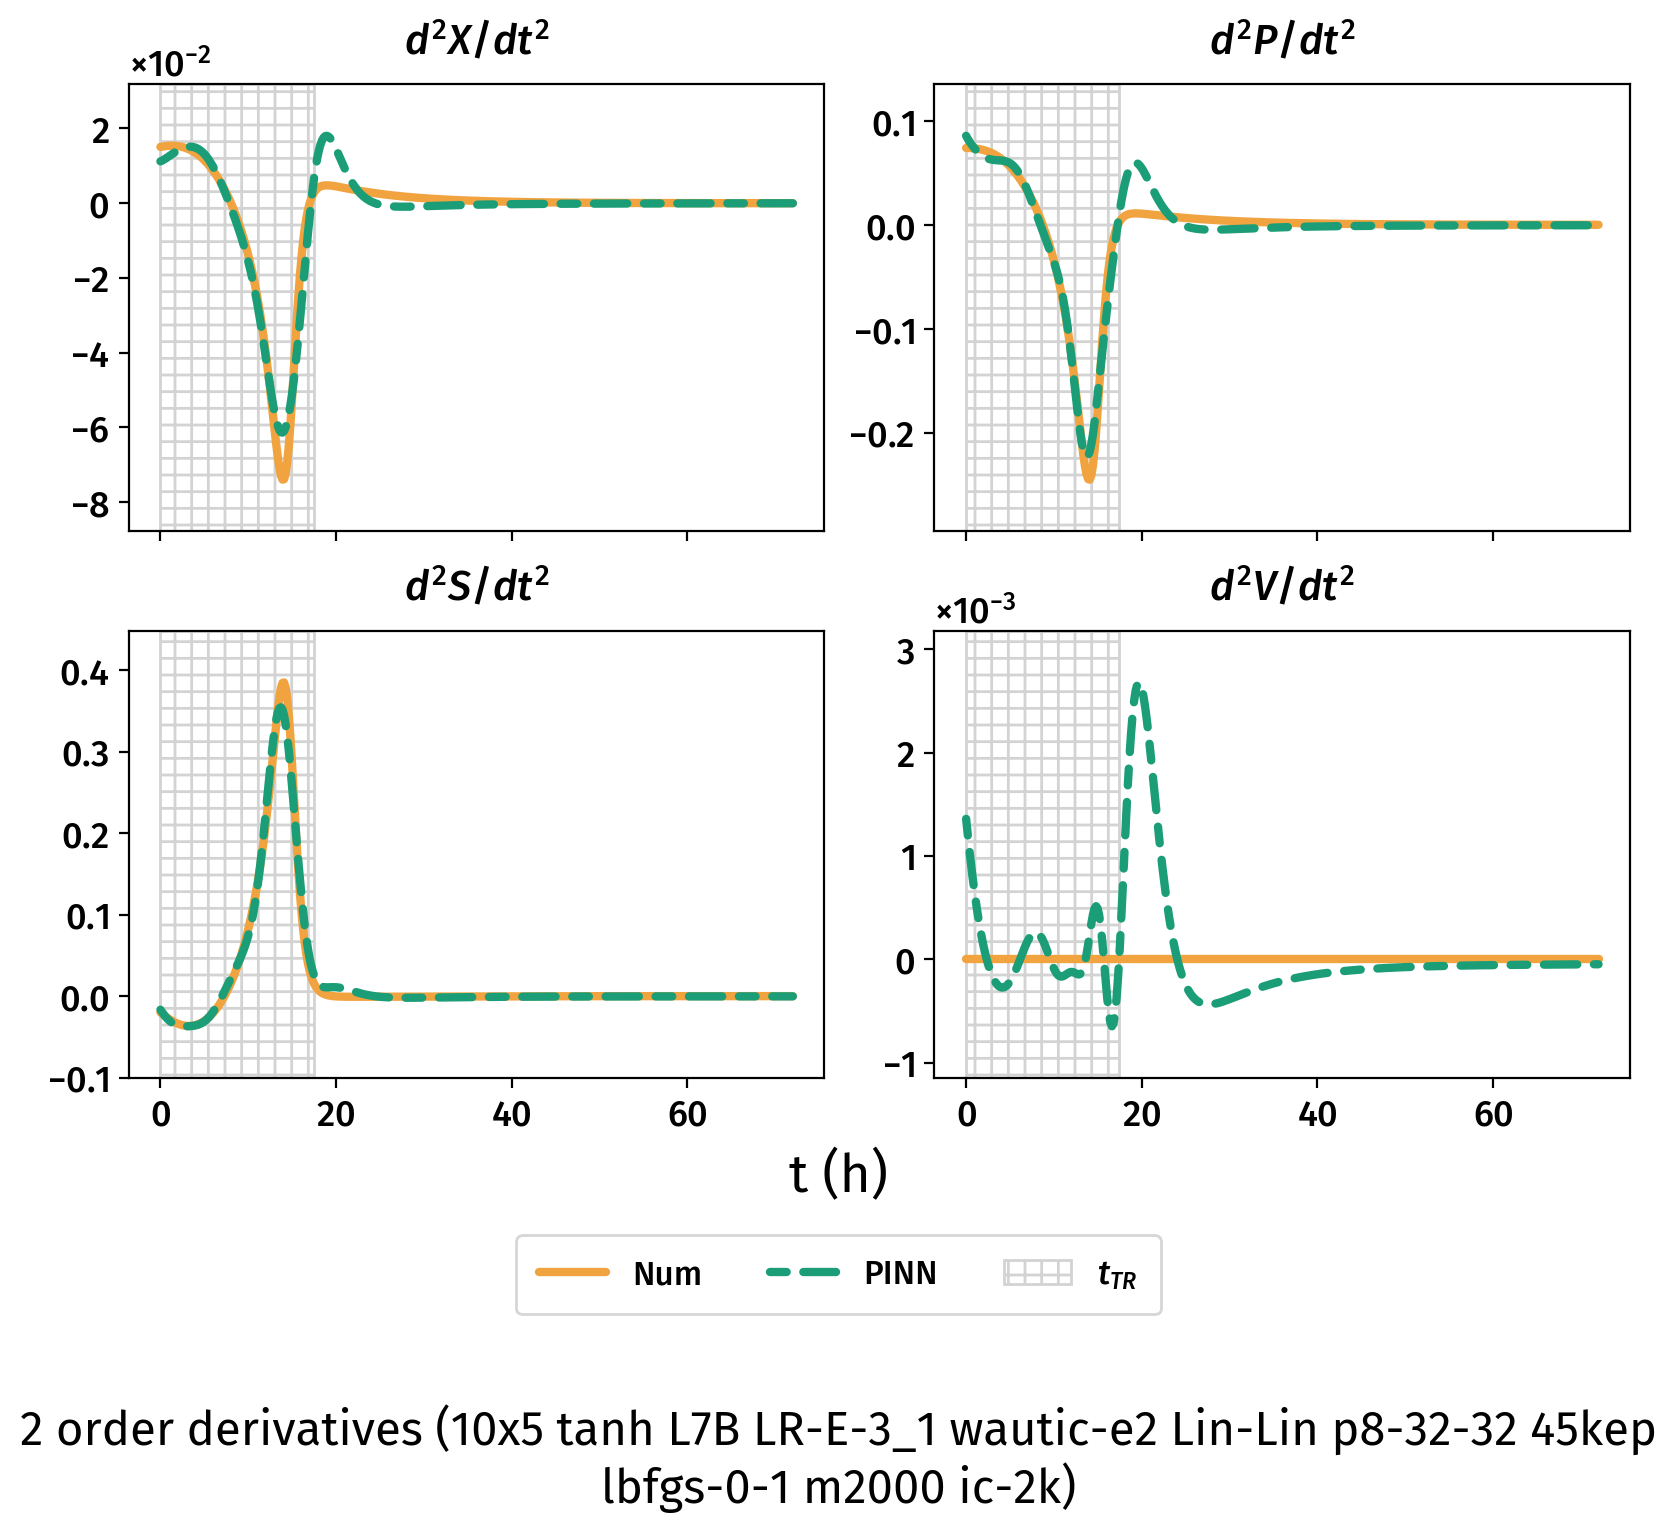 d²X/dt²
d²P/dt²
×10⁻²
2
0
−2
−4
−6
−8
0.1
0.0
−0.1
−0.2
d²S/dt²
d²V/dt²
×10⁻³
0.4
0.3
0.2
0.1
0.0
−0.1
3
2
1
0
−1
0 20 40 60
0 20 40 60
t (h)
Num PINN t_TR
2 order derivatives (10x5 tanh L7B LR-E-3_1 wautic-e2 Lin-Lin p8-32-32 45kep
lbfgs-0-1 m2000 ic-2k)